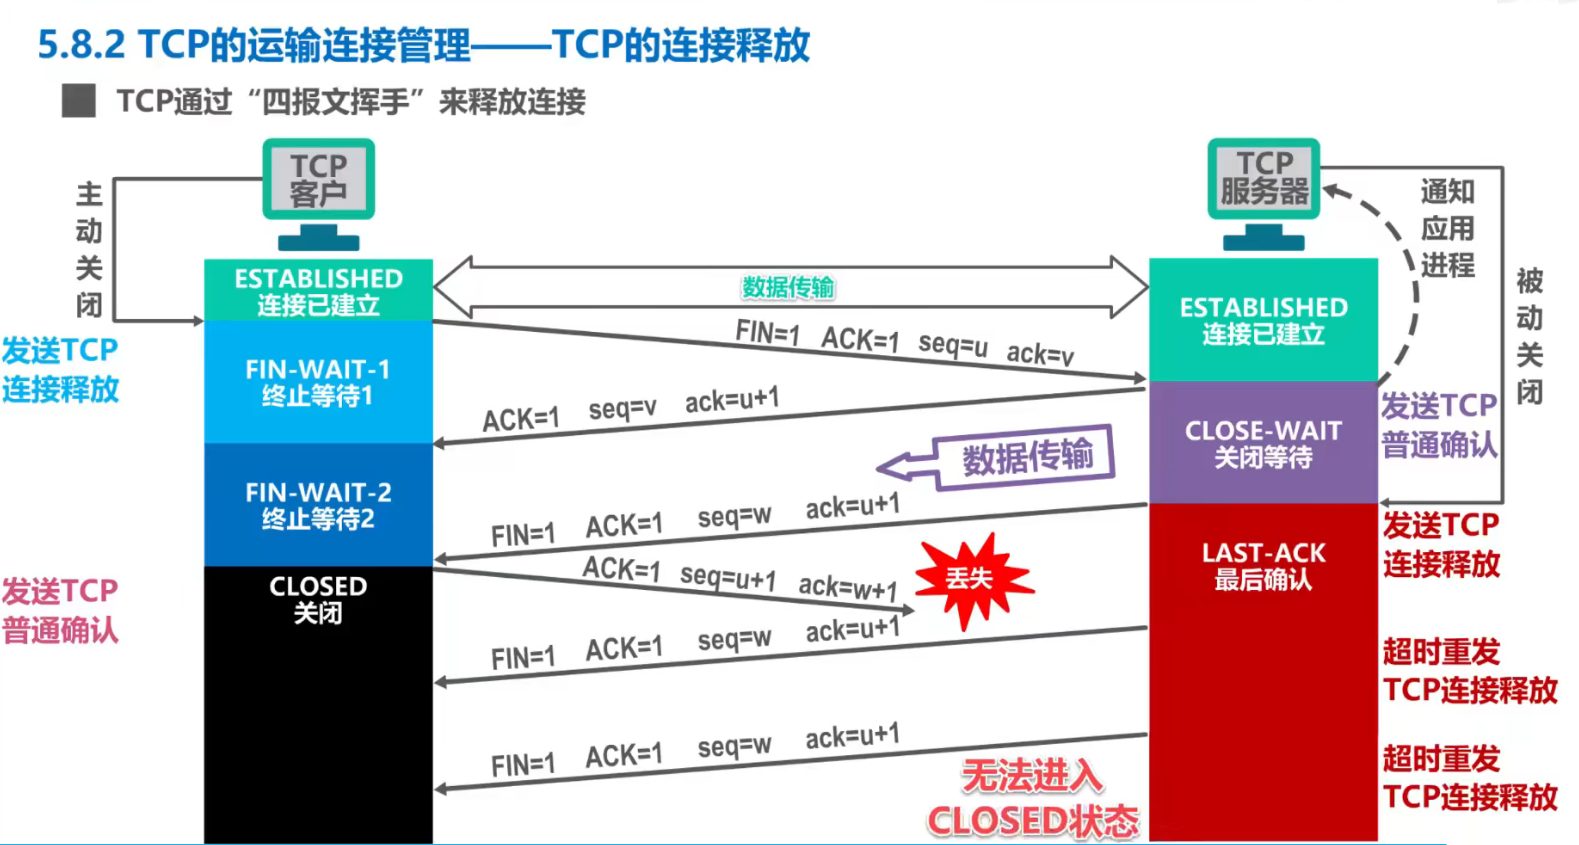 5.8.2 TCP的运输连接管理——TCP的连接释放
TCP通过“四报文挥手”来释放连接
TCP
客户
TCP
服务器
主动关闭
通知
应用
进程
被动关闭
ESTABLISHED
连接已建立
数据传输
ESTABLISHED
连接已建立
FIN=1 ACK=1 seq=u ack=v
发送TCP
连接释放
FIN-WAIT-1
终止等待1
ACK=1 seq=v ack=u+1
CLOSE-WAIT
关闭等待
发送TCP
普通确认
数据传输
FIN-WAIT-2
终止等待2
FIN=1 ACK=1 seq=w ack=u+1
LAST-ACK
最后确认
发送TCP
连接释放
CLOSED
关闭
发送TCP
普通确认
ACK=1 seq=u+1 ack=w+1
丢失
FIN=1 ACK=1 seq=w ack=u+1
超时重发
TCP连接释放
FIN=1 ACK=1 seq=w ack=u+1
超时重发
TCP连接释放
无法进入
CLOSED状态